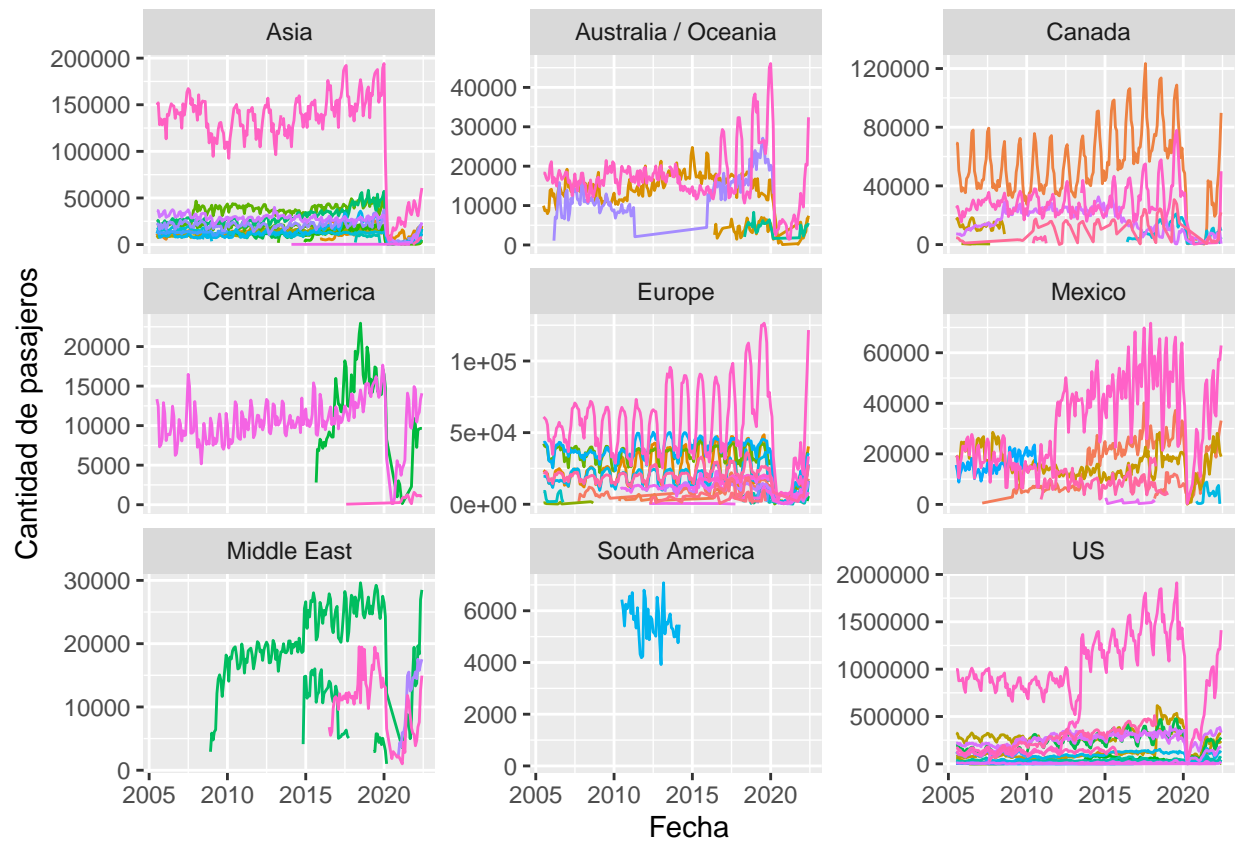 Asia
Australia / Oceania
Canada
200000
150000
100000
50000
0
40000
30000
20000
10000
0
120000
80000
40000
0
Central America
Europe
Mexico
20000
15000
10000
5000
0
1e+05
5e+04
0e+00
60000
40000
20000
0
Middle East
South America
US
30000
20000
10000
0
6000
4000
2000
0
2000000
1500000
1000000
500000
0
2005 2010 2015 2020
2005 2010 2015 2020
2005 2010 2015 2020
Fecha
Cantidad de pasajeros